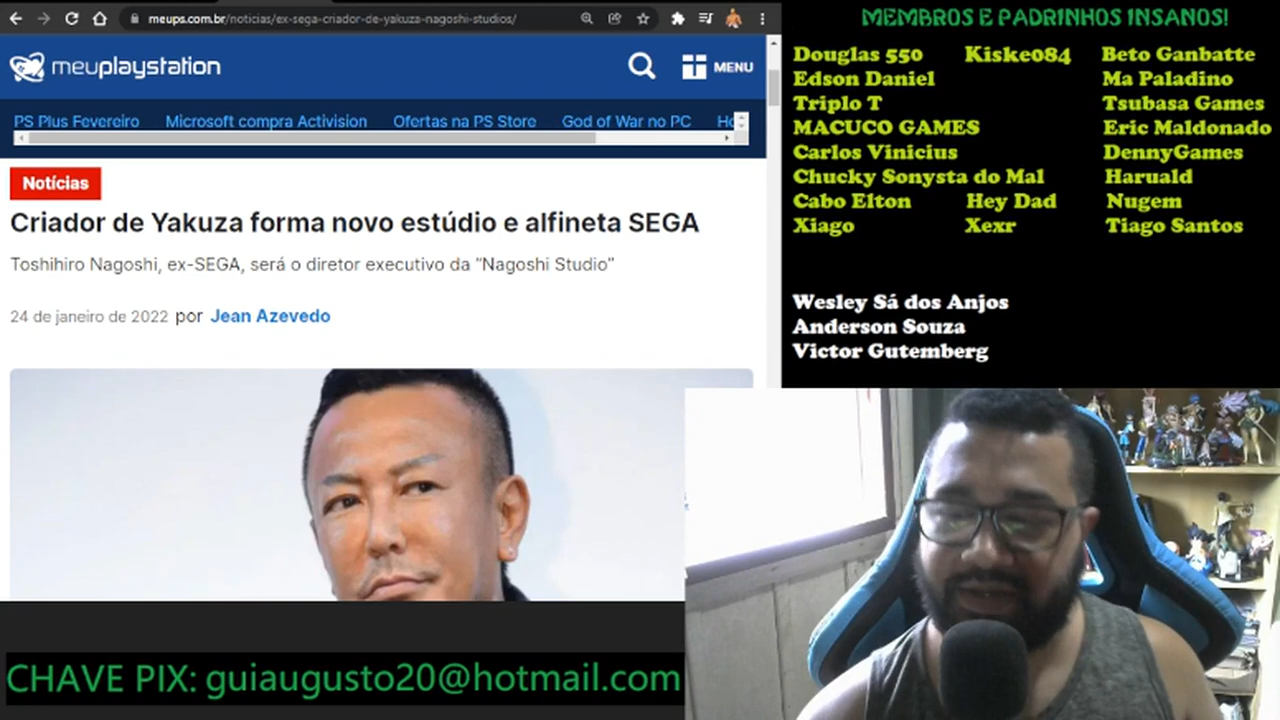 meups.com.br/noticias/ex-sega-criador-de-yakuza-nagoshi-studios/
meuplaystation
MENU
PS Plus Fevereiro Microsoft compra Activision Ofertas na PS Store God of War no PC
Notícias
Criador de Yakuza forma novo estúdio e alfineta SEGA
Toshihiro Nagoshi, ex-SEGA, será o diretor executivo da "Nagoshi Studio"
24 de janeiro de 2022 por Jean Azevedo
CHAVE PIX: guiaugusto20@hotmail.com
MEMBROS E PADRINHOS INSANOS!
Douglas 550 Kiske084 Beto Ganbatte
Edson Daniel Ma Paladino
Triplo T Tsubasa Games
MACUCO GAMES Eric Maldonado
Carlos Vinicius DennyGames
Chucky Sonysta do Mal Haruald
Cabo Elton Hey Dad Nugem
Xiago Xexr Tiago Santos
Wesley Sá dos Anjos
Anderson Souza
Victor Gutemberg